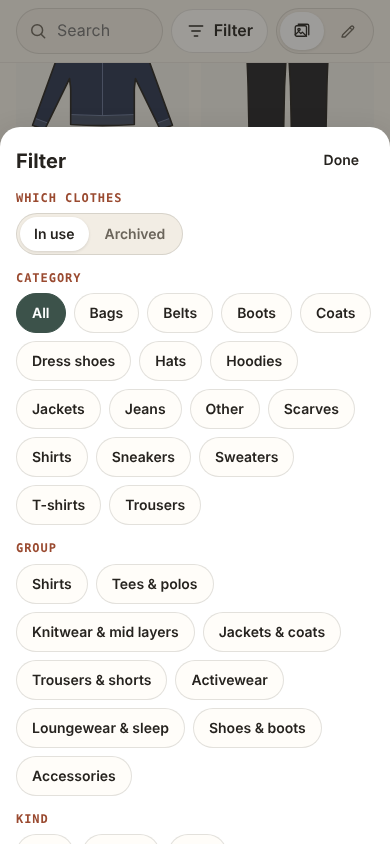 Search Filter
Filter Done
WHICH CLOTHES
In use Archived
CATEGORY
All Bags Belts Boots Coats
Dress shoes Hats Hoodies
Jackets Jeans Other Scarves
Shirts Sneakers Sweaters
T-shirts Trousers
GROUP
Shirts Tees & polos
Knitwear & mid layers Jackets & coats
Trousers & shorts Activewear
Loungewear & sleep Shoes & boots
Accessories
KIND